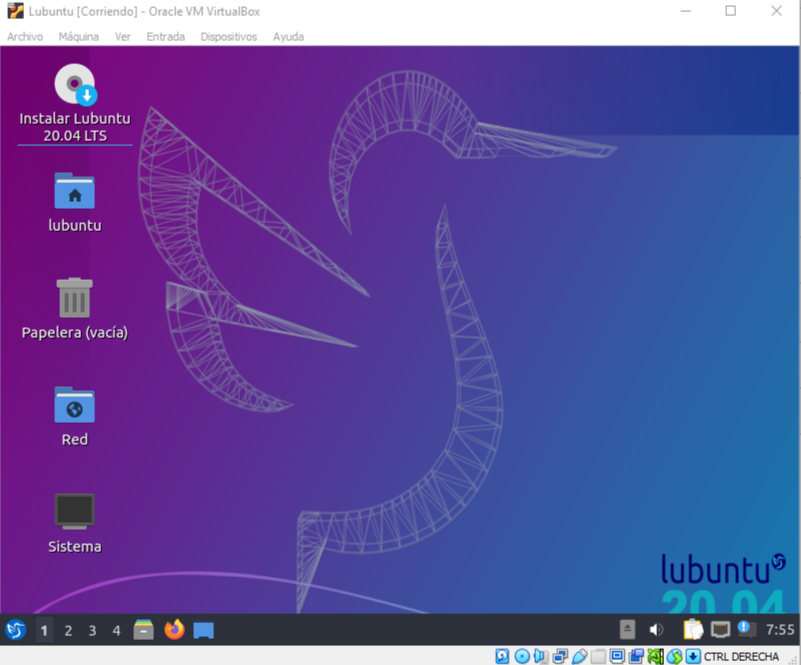 Lubuntu [Corriendo] - Oracle VM VirtualBox
Archivo Máquina Ver Entrada Dispositivos Ayuda
Instalar Lubuntu
20.04 LTS
lubuntu
Papelera (vacía)
Red
Sistema
lubuntu
20.04
1 2 3 4
7:55
CTRL DERECHA